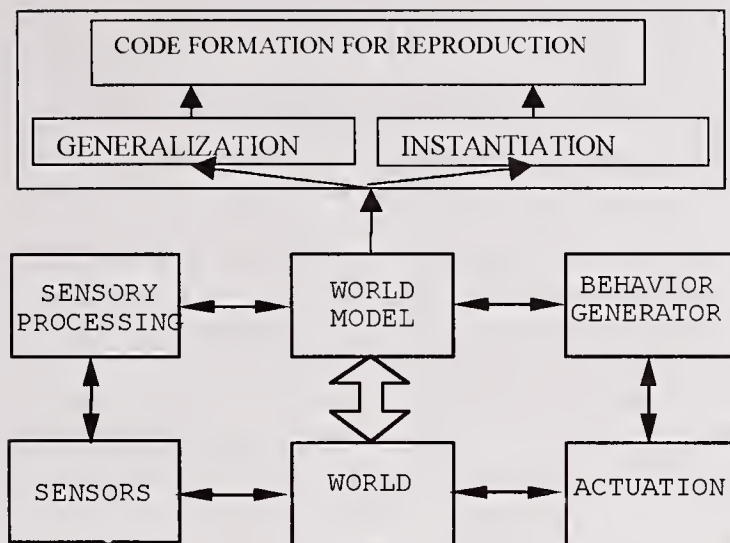 CODE FORMATION FOR REPRODUCTION
GENERALIZATION
INSTANTIATION
SENSORY
PROCESSING
WORLD
MODEL
BEHAVIOR
GENERATOR
SENSORS
WORLD
ACTUATION